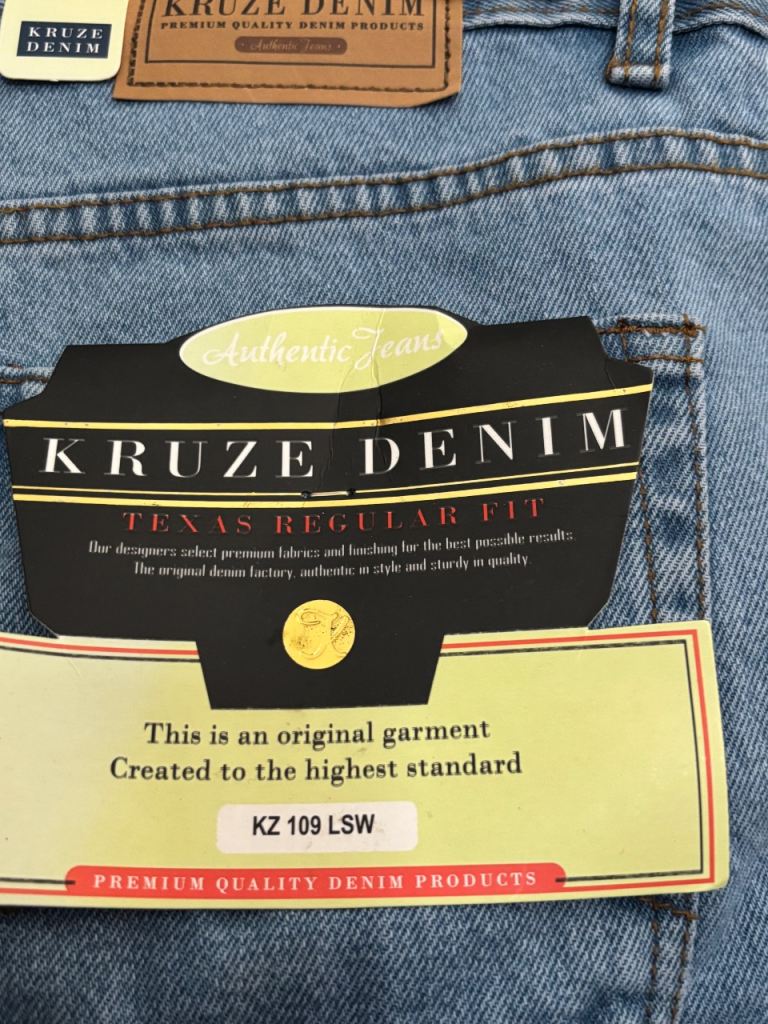 KRUZE
DENIM
KRUZE DENIM
PREMIUM QUALITY DENIM PRODUCTS
Authentic Jeans
Authentic Jeans
KRUZE DENIM
TEXAS REGULAR FIT
Our designers select premium fabrics and finishing for the best possible results.
The original denim factory, authentic in style and sturdy in quality.
This is an original garment
Created to the highest standard
KZ 109 LSW
PREMIUM QUALITY DENIM PRODUCTS